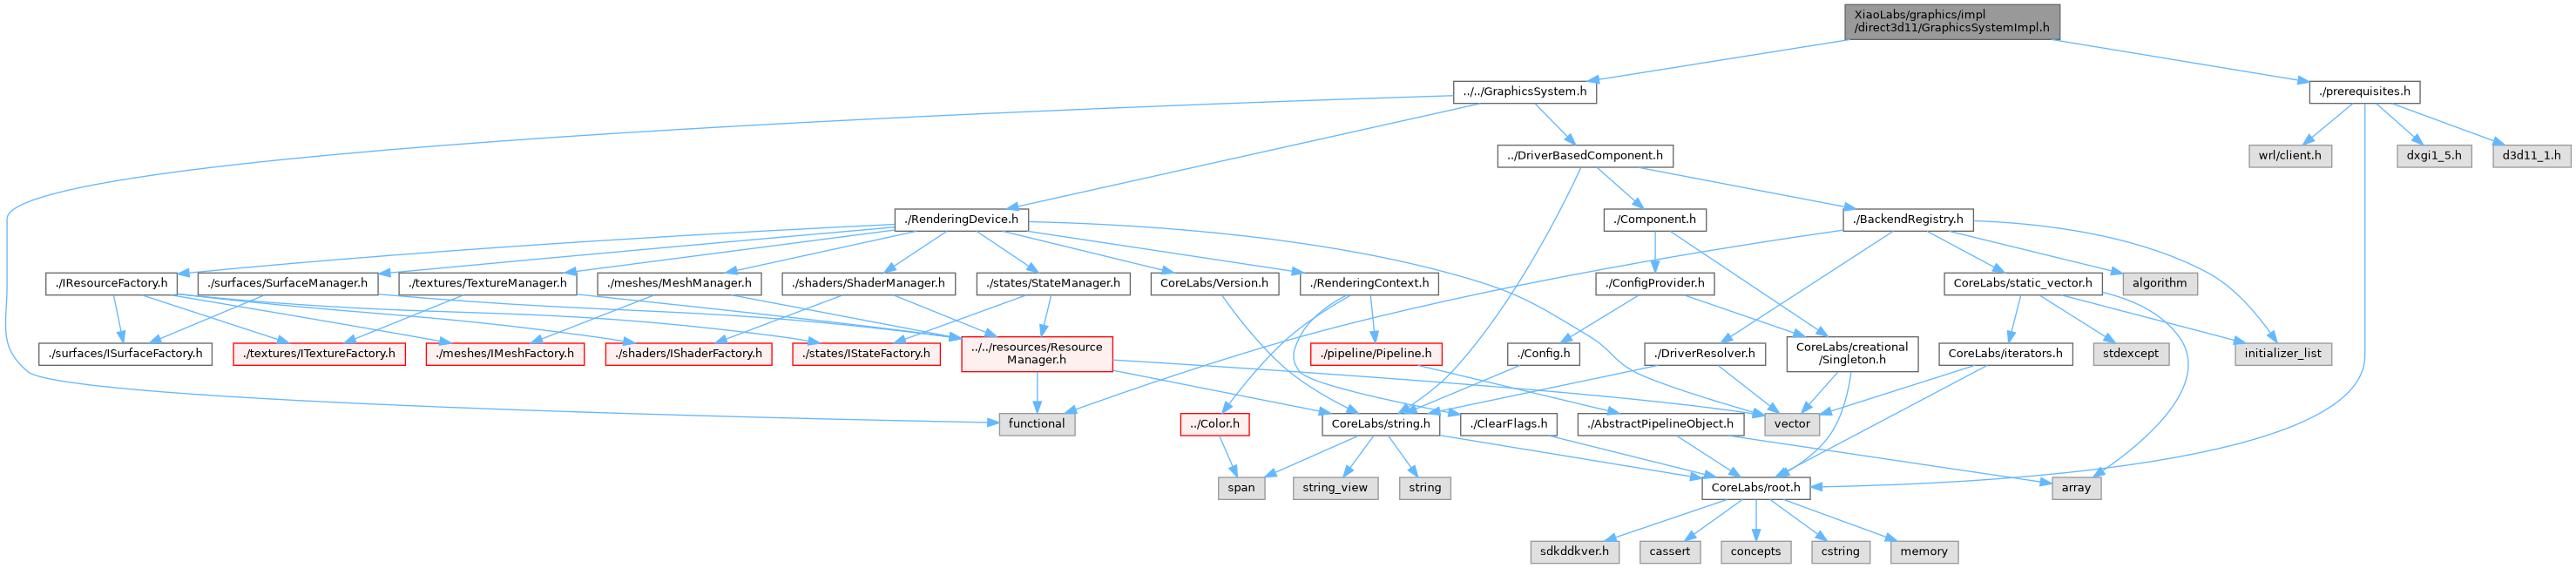 XiaoLabs/graphics/impl
/direct3d11/GraphicsSystemImpl.h
../../GraphicsSystem.h
./prerequisites.h
../DriverBasedComponent.h
wrl/client.h
dxgi1_5.h
d3d11_1.h
./RenderingDevice.h
./Component.h
./BackendRegistry.h
./IResourceFactory.h
./surfaces/SurfaceManager.h
./textures/TextureManager.h
./meshes/MeshManager.h
./shaders/ShaderManager.h
./states/StateManager.h
CoreLabs/Version.h
./RenderingContext.h
./ConfigProvider.h
CoreLabs/static_vector.h
algorithm
./surfaces/ISurfaceFactory.h
./textures/ITextureFactory.h
./meshes/IMeshFactory.h
./shaders/IShaderFactory.h
./states/IStateFactory.h
../../resources/Resource
Manager.h
./pipeline/Pipeline.h
./Config.h
./DriverResolver.h
CoreLabs/creational
/Singleton.h
CoreLabs/iterators.h
stdexcept
initializer_list
functional
../Color.h
CoreLabs/string.h
./ClearFlags.h
./AbstractPipelineObject.h
vector
span
string_view
string
CoreLabs/root.h
array
sdkddkver.h
cassert
concepts
cstring
memory